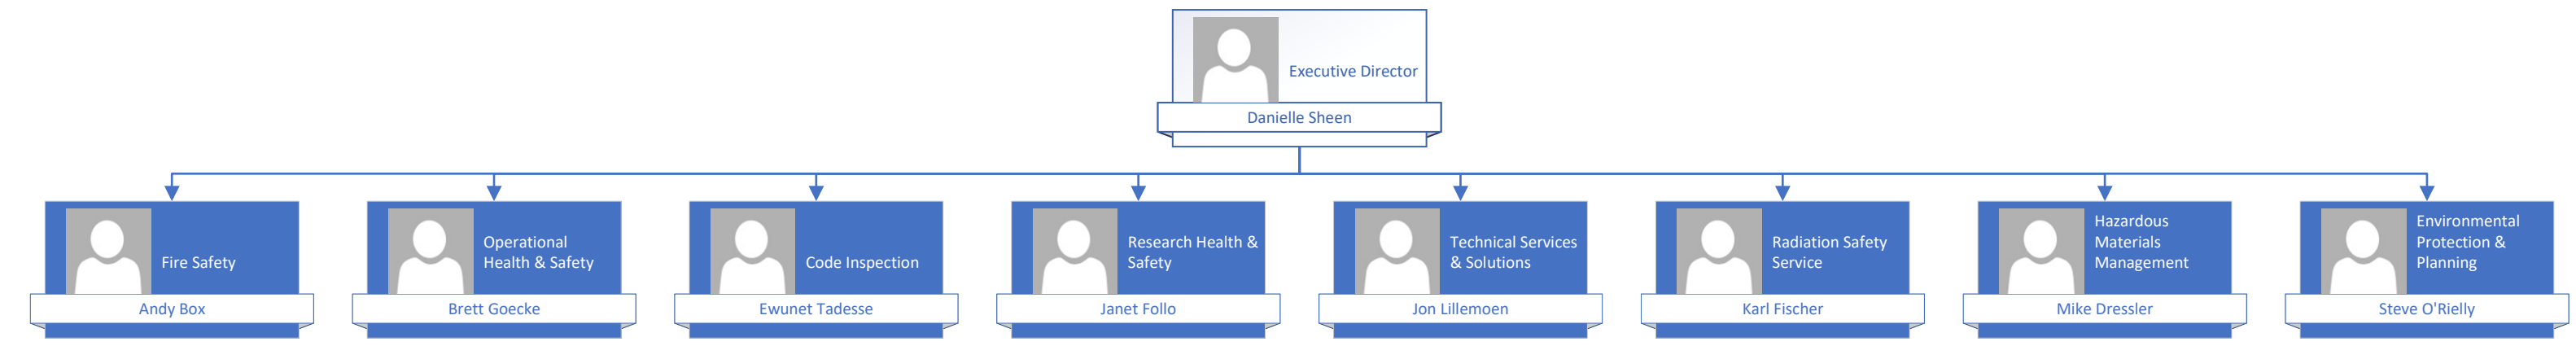 Executive Director
Danielle Sheen
Fire Safety
Andy Box
Operational
Health & Safety
Brett Goecke
Code Inspection
Ewunet Tadesse
Research Health &
Safety
Janet Follo
Technical Services
& Solutions
Jon Lillemoen
Radiation Safety
Service
Karl Fischer
Hazardous
Materials
Management
Mike Dressler
Environmental
Protection &
Planning
Steve O'Rielly